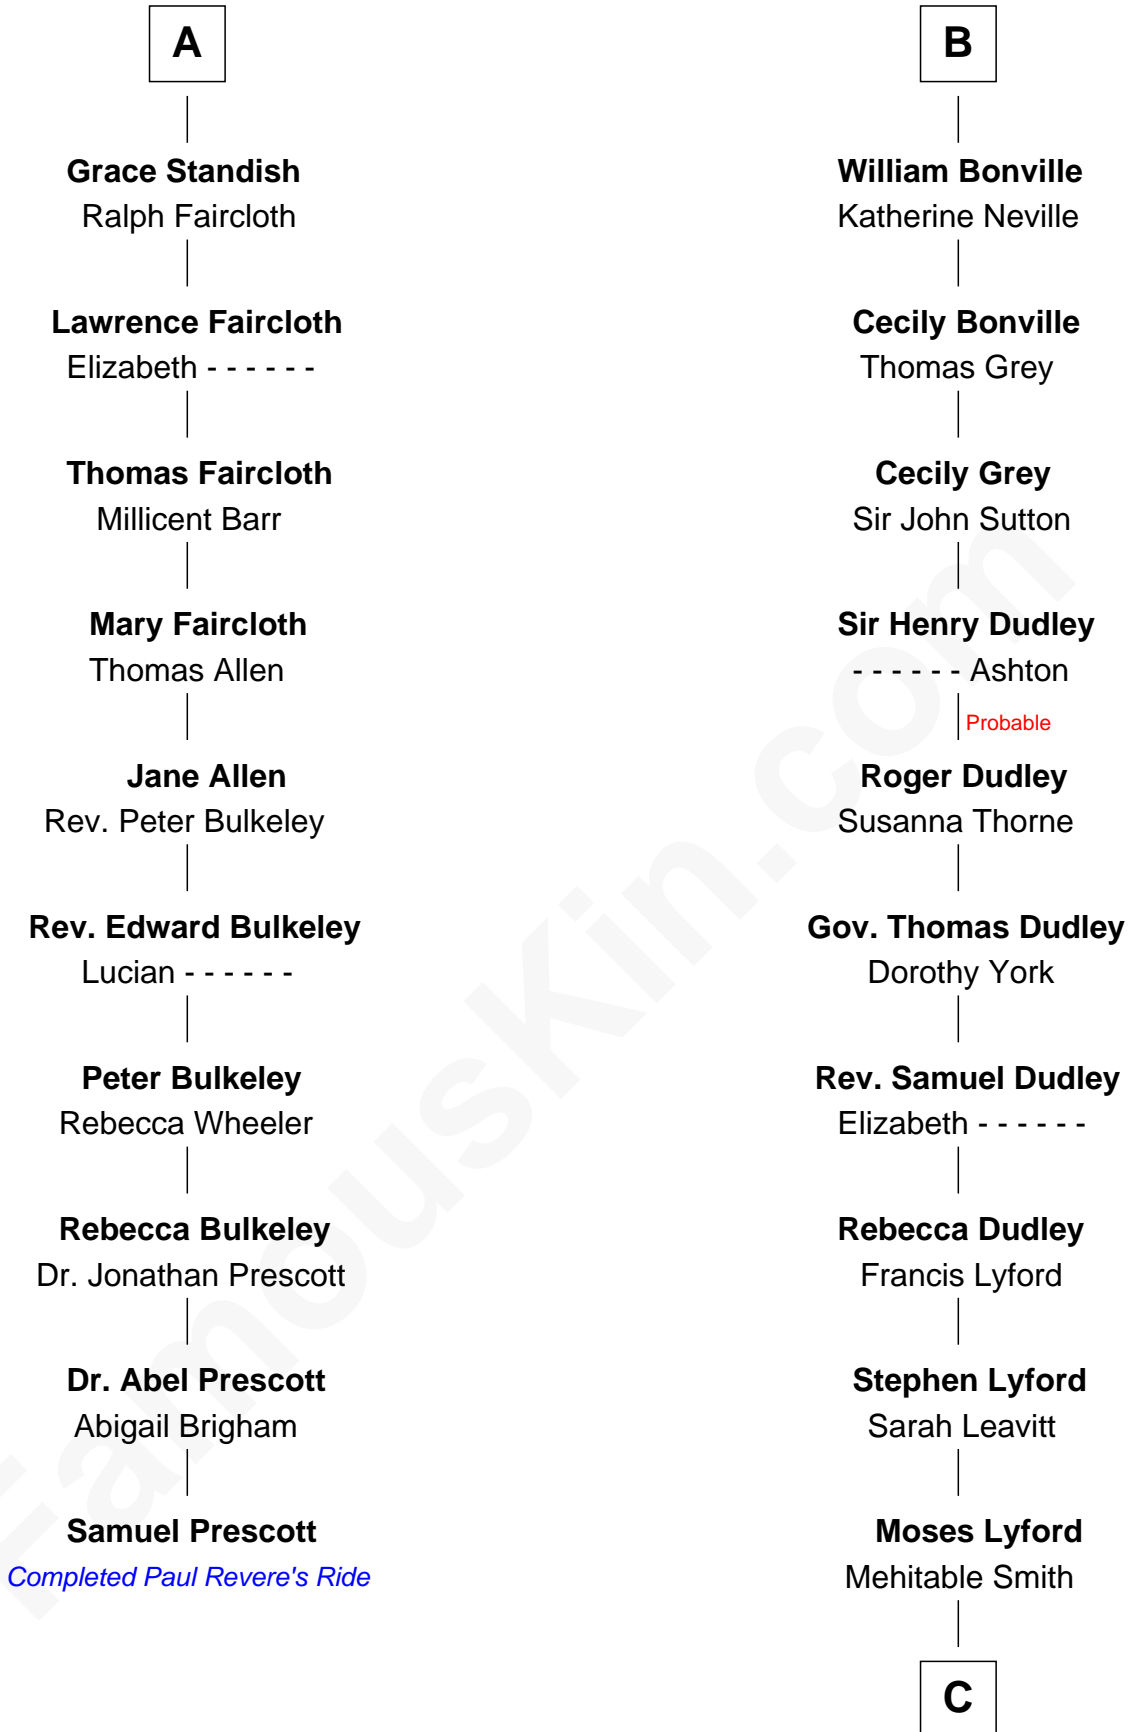 A
Grace Standish
Ralph Faircloth
Lawrence Faircloth
Elizabeth - - - - - -
Thomas Faircloth
Millicent Barr
Mary Faircloth
Thomas Allen
Jane Allen
Rev. Peter Bulkeley
Rev. Edward Bulkeley
Lucian - - - - - -
Peter Bulkeley
Rebecca Wheeler
Rebecca Bulkeley
Dr. Jonathan Prescott
Dr. Abel Prescott
Abigail Brigham
Samuel Prescott
Completed Paul Revere's Ride
B
William Bonville
Katherine Neville
Cecily Bonville
Thomas Grey
Cecily Grey
Sir John Sutton
Sir Henry Dudley
- - - - - - Ashton
Probable
Roger Dudley
Susanna Thorne
Gov. Thomas Dudley
Dorothy York
Rev. Samuel Dudley
Elizabeth - - - - - -
Rebecca Dudley
Francis Lyford
Stephen Lyford
Sarah Leavitt
Moses Lyford
Mehitable Smith
C
FamousKin.com